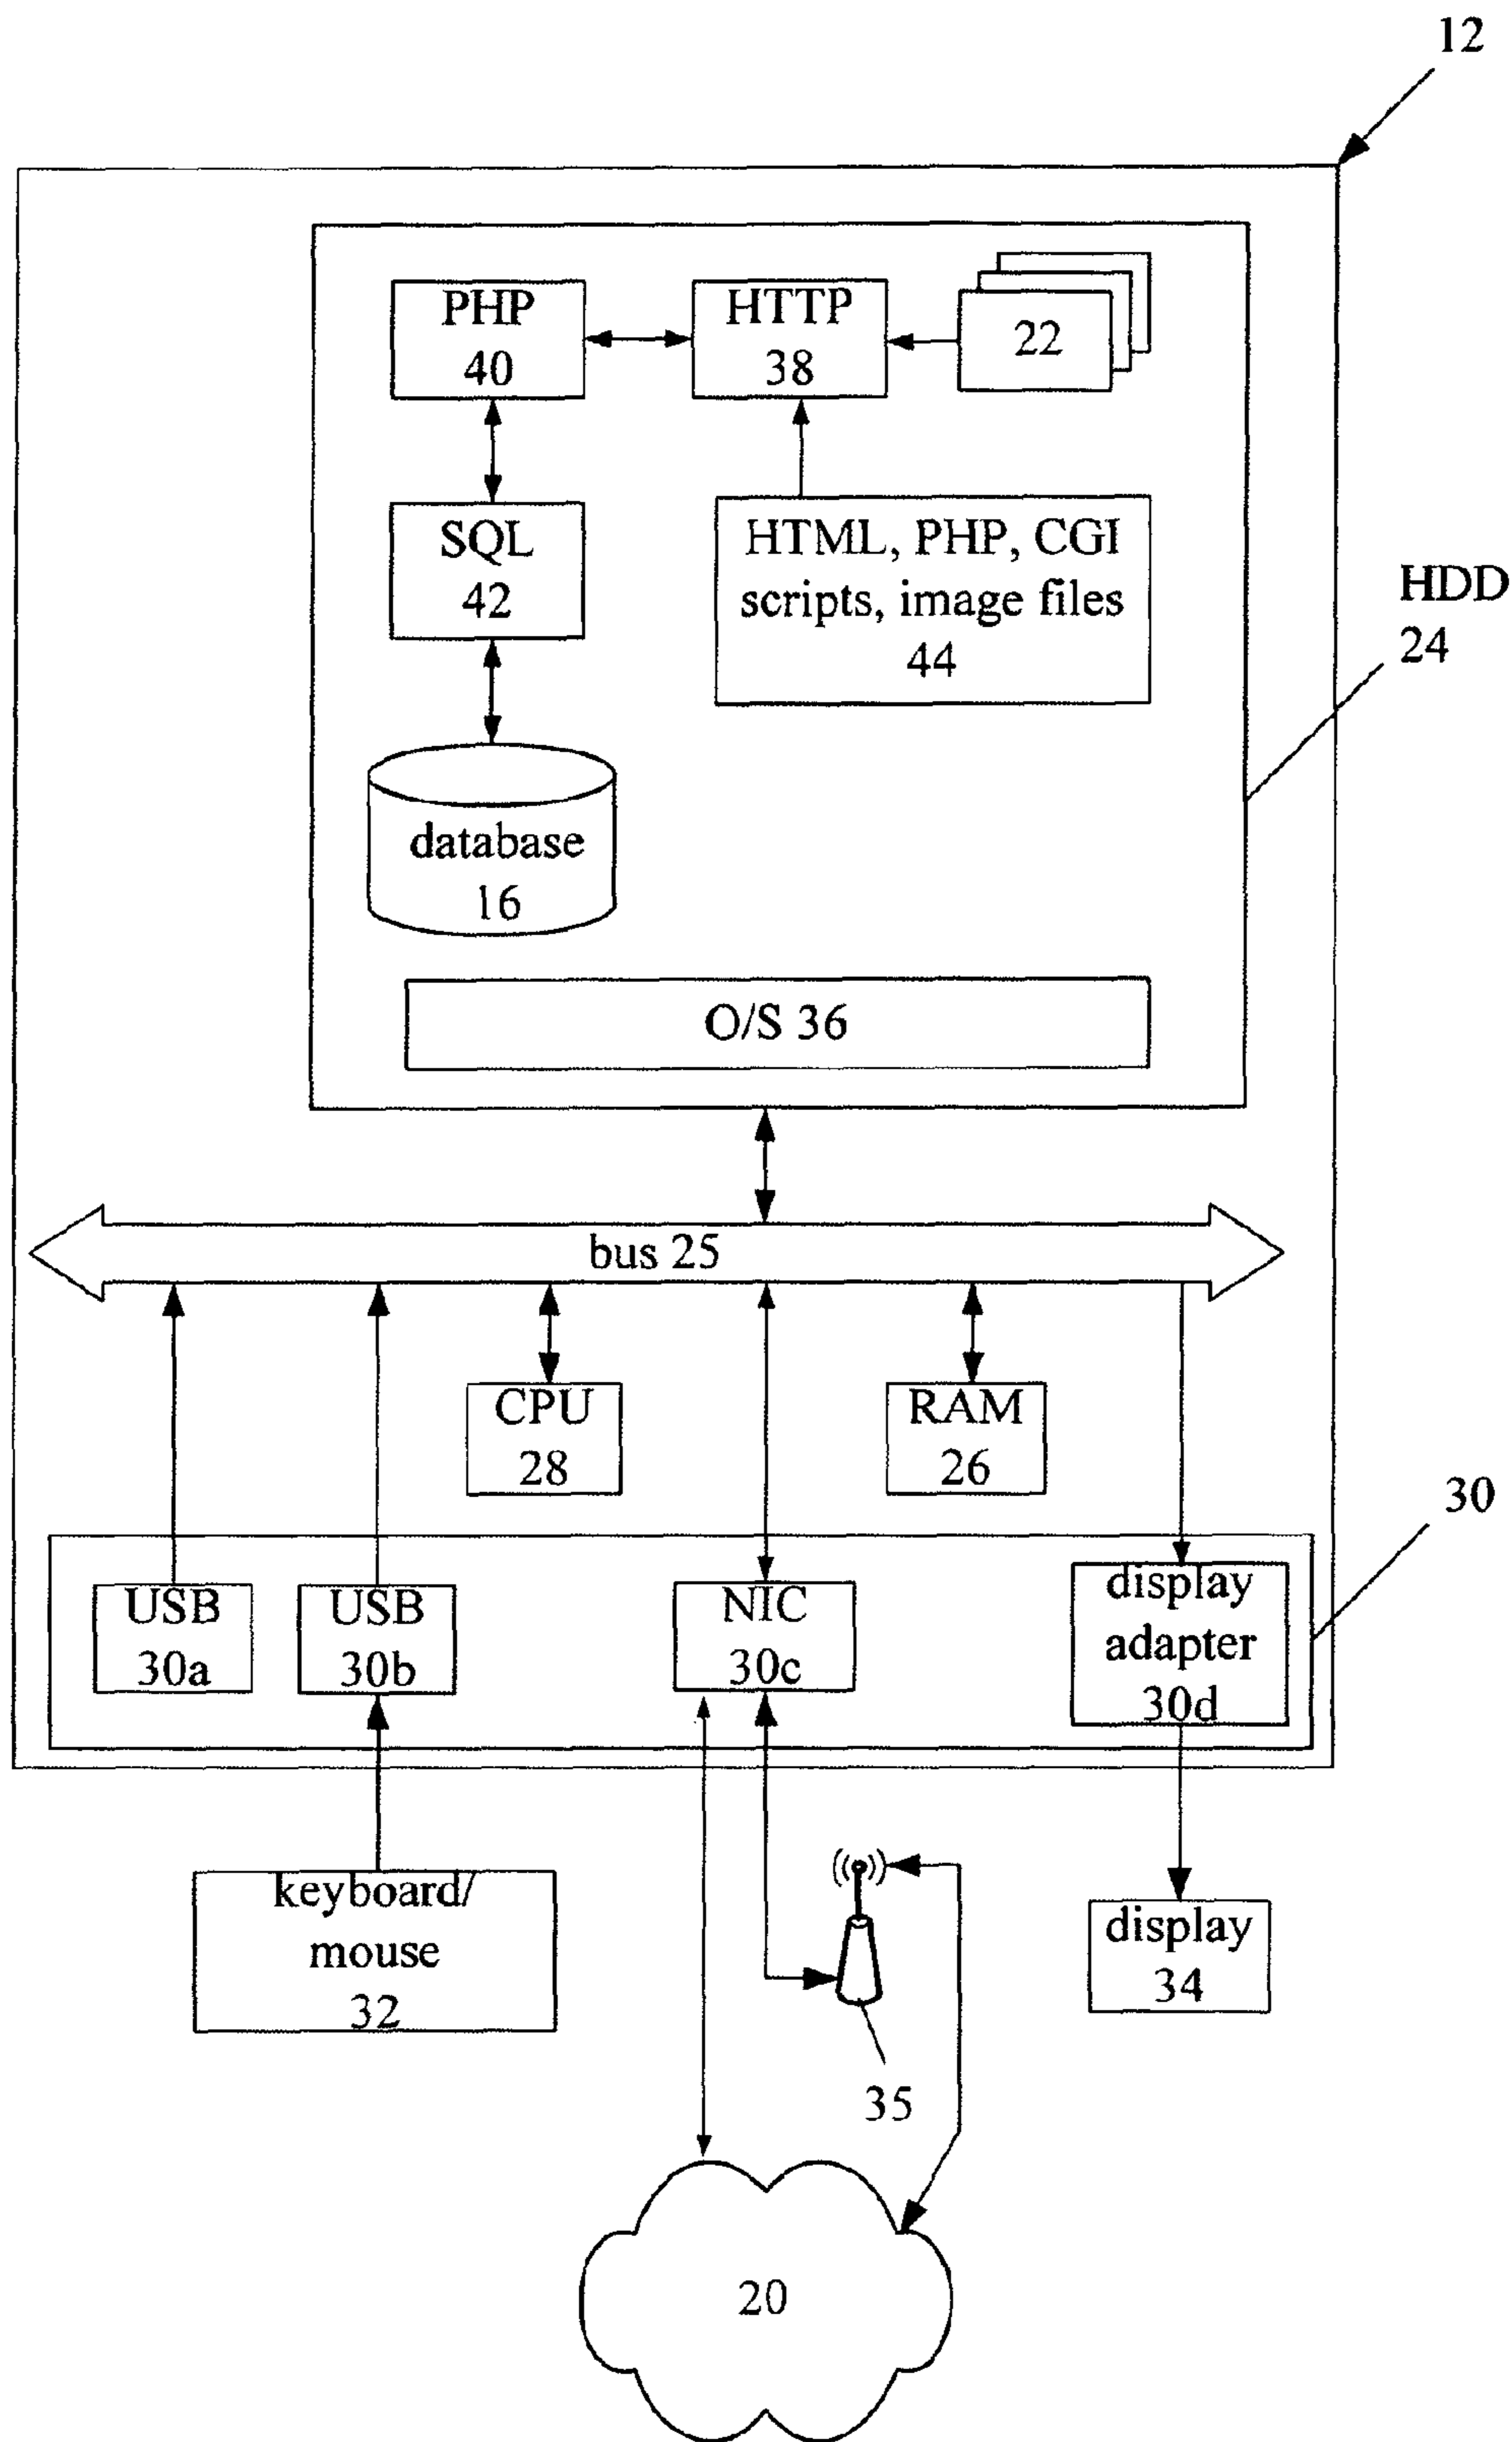 12
PHP
40
HTTP
38
22
SQL
42
HTML, PHP, CGI
scripts, image files
44
HDD
24
database
16
O/S 36
bus 25
CPU
28
RAM
26
30
USB
30a
USB
30b
NIC
30c
display
adapter
30d
keyboard/
mouse
32
35
display
34
20